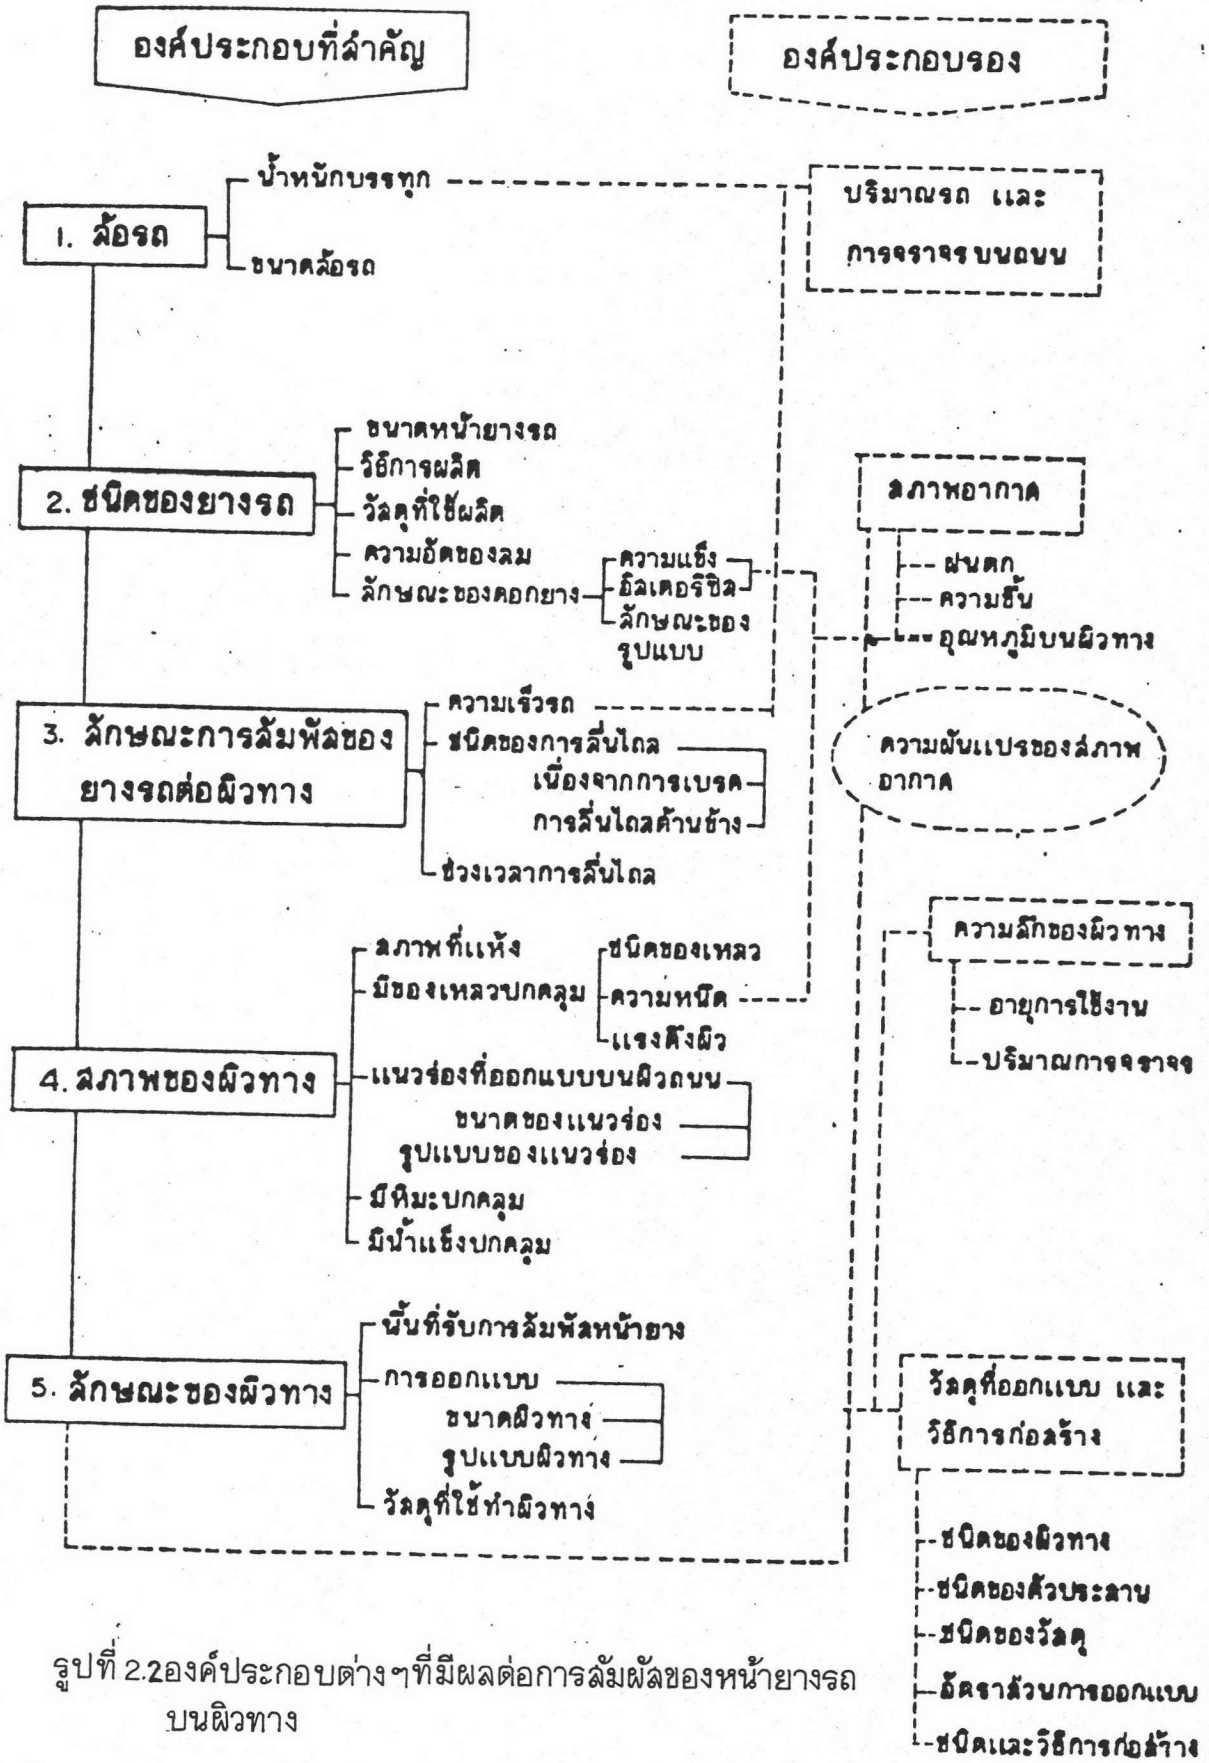 องค์ประกอบที่สำคัญ
องค์ประกอบรอง
น้ำหนักบรรทุก
1. ล้อรถ
ขนาดล้อรถ
ปริมาณรถ และ
การจราจรบนถนน
ขนาดหน้ายางรถ
วิธีการผลิต
2. ชนิดของยางรถ
วัสดุที่ใช้ผลิต
ความอัดของลม
ลักษณะของดอกยาง
ความแข็ง
อิลเตอริซิส
ลักษณะของ
รูปแบบ
สภาพอากาศ
ฝนตก
ความชื้น
อุณหภูมิบนผิวทาง
3. ลักษณะการสัมพัสของ
ยางรถต่อผิวทาง
ความเร็วรถ
ชนิดของการลื่นไถล
เนื่องจากการเบรค
การลื่นไถลด้านข้าง
ช่วงเวลาการลื่นไถล
ความผันแปรของสภาพ
อากาศ
สภาพที่แห้ง
มีของเหลวปกคลุม
ชนิดของเหลว
ความหนืด
แรงตึงผิว
4. สภาพของผิวทาง
แนวร่องที่ออกแบบบนผิวถนน
ขนาดของแนวร่อง
รูปแบบของแนวร่อง
มีหิมะปกคลุม
มีน้ำแข็งปกคลุม
ความลึกของผิวทาง
อายุการใช้งาน
ปริมาณการจราจร
พื้นที่รับการสัมพัสหน้ายาง
5. ลักษณะของผิวทาง
การออกแบบ
ขนาดผิวทาง
รูปแบบผิวทาง
วัสดุที่ใช้ทำผิวทาง
วัสดุที่ออกแบบ และ
วิธีการก่อสร้าง
ชนิดของผิวทาง
ชนิดของตัวประสาน
ชนิดของวัสดุ
อัตราส่วนการออกแบบ
ชนิดและวิธีการก่อสร้าง
รูปที่ 2.2องค์ประกอบต่างๆที่มีผลต่อการสัมผัสของหน้ายางรถ
บนผิวทาง